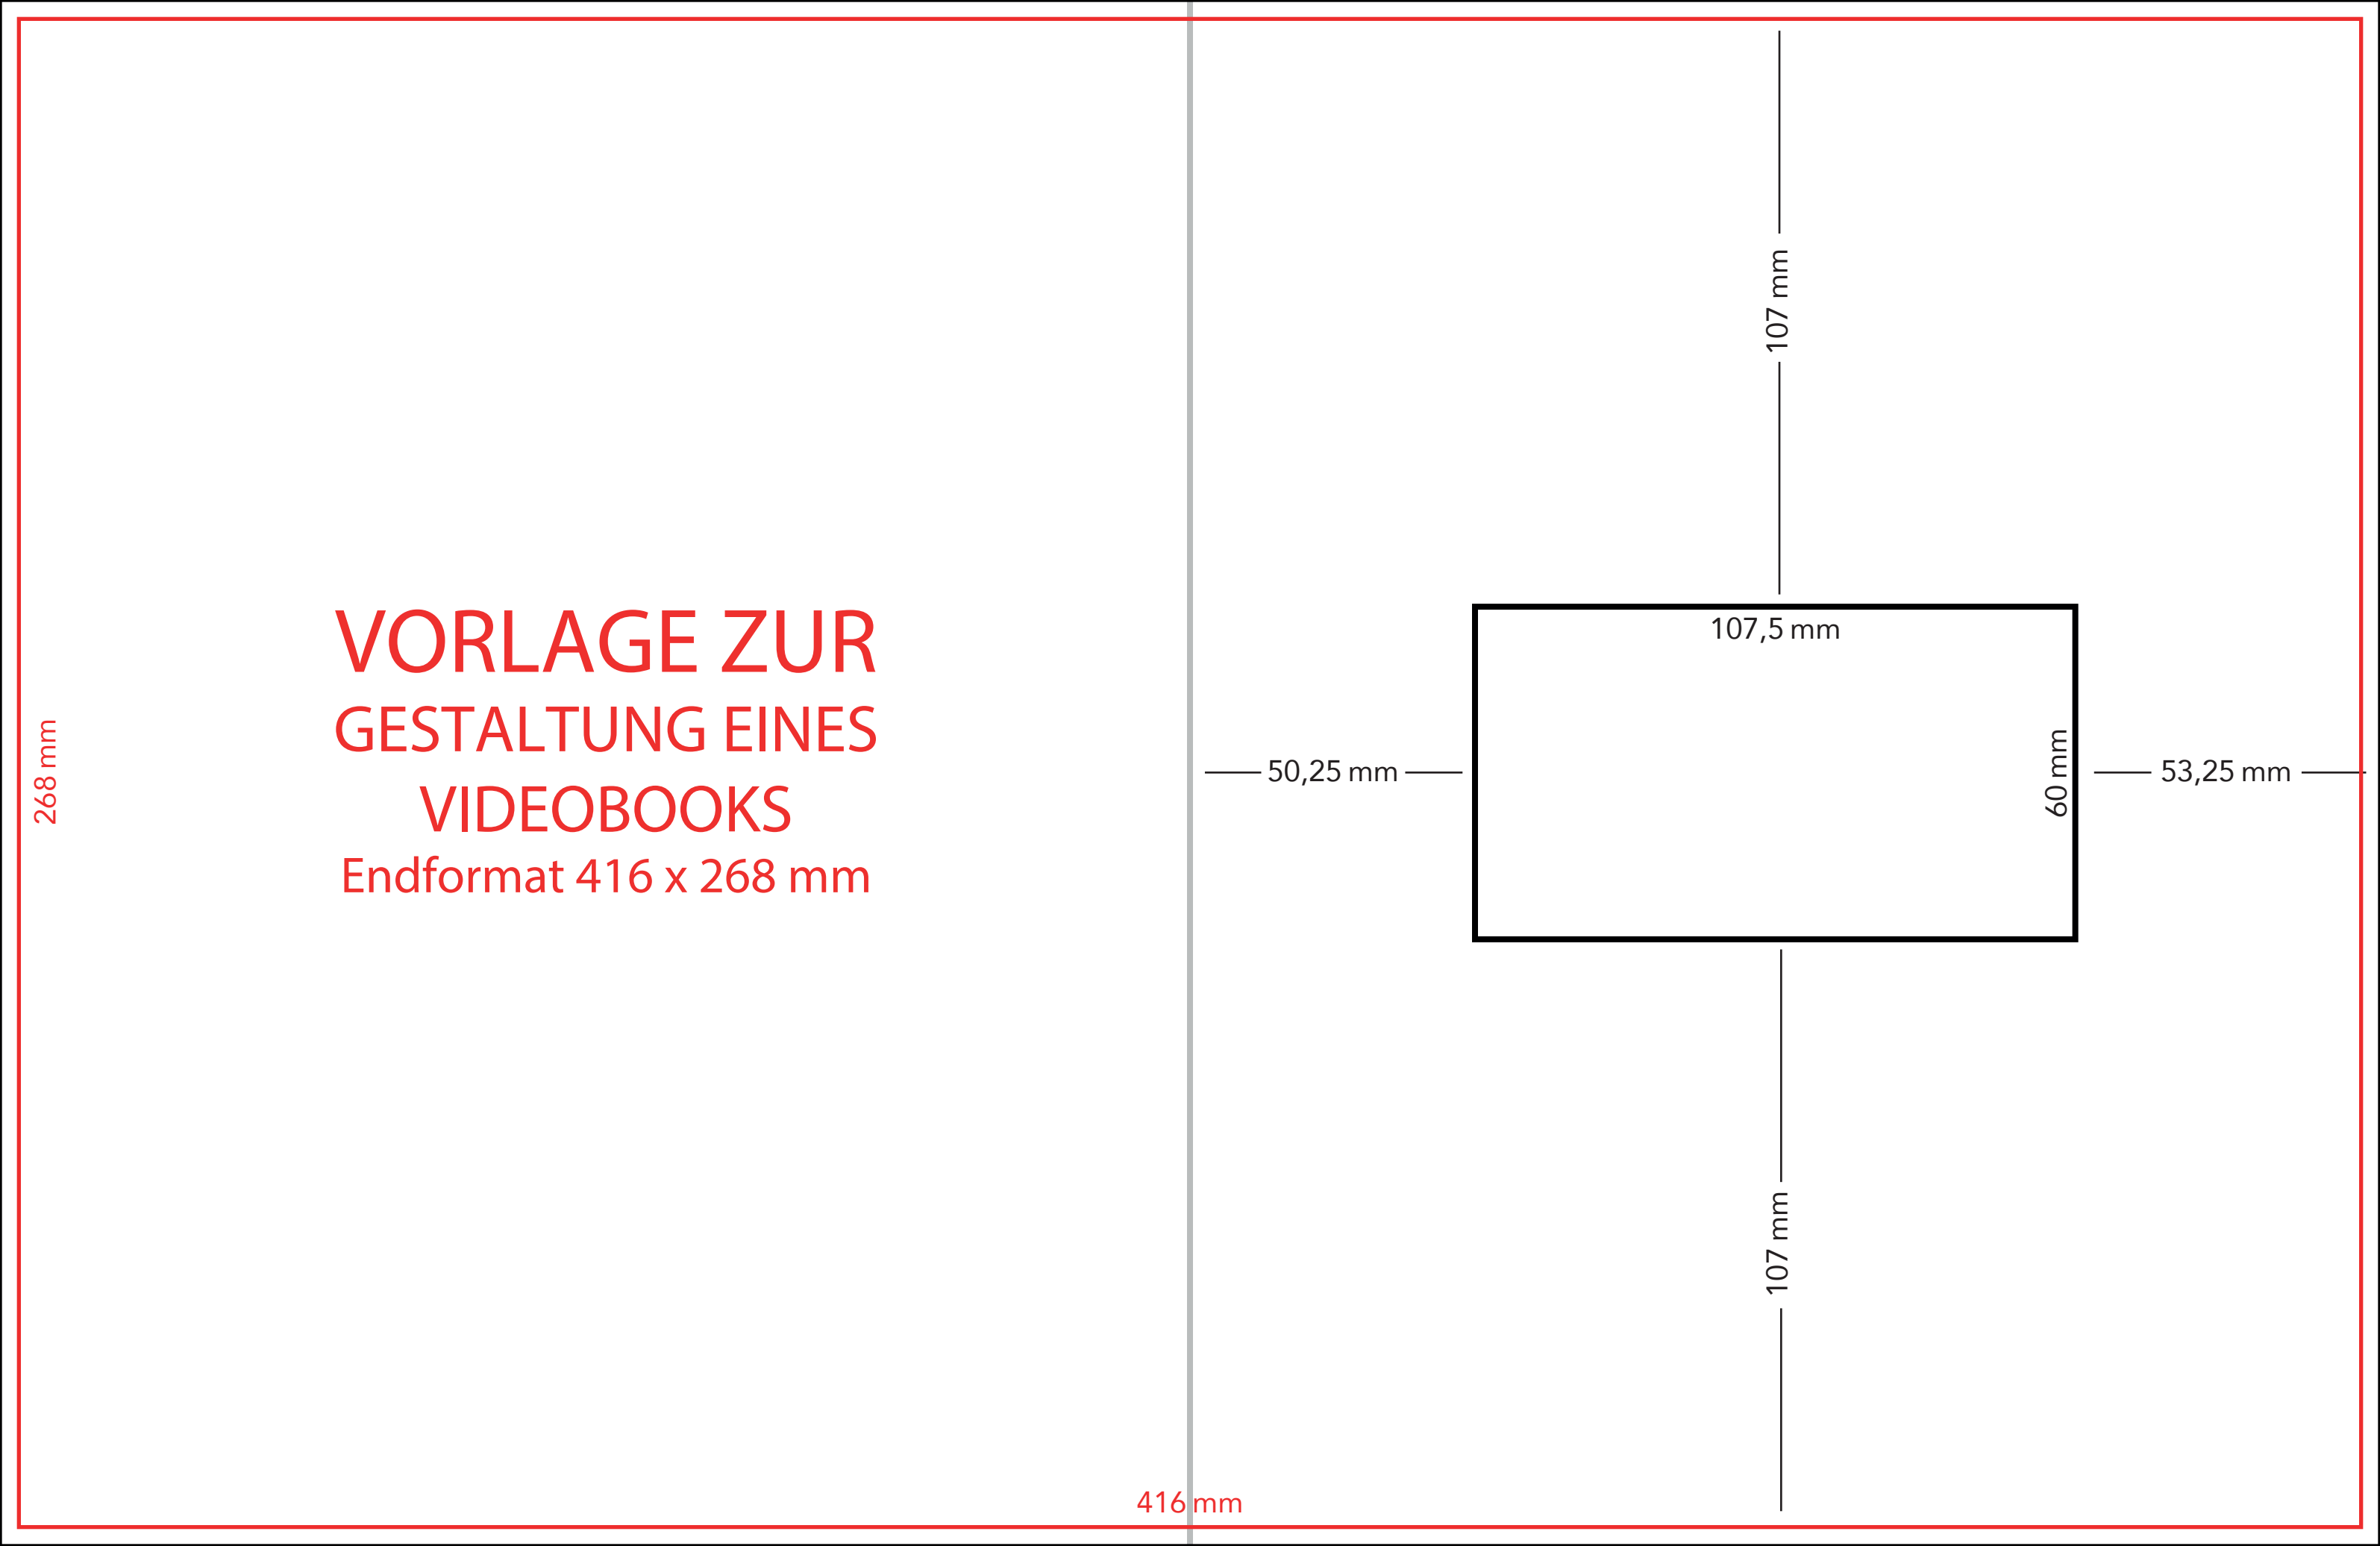 VORLAGE ZUR
GESTALTUNG EINES
VIDEOBOOKS
Endformat 416 x 268 mm
268 mm
416 mm
107 mm
107,5 mm
50,25 mm
60 mm
53,25 mm
107 mm